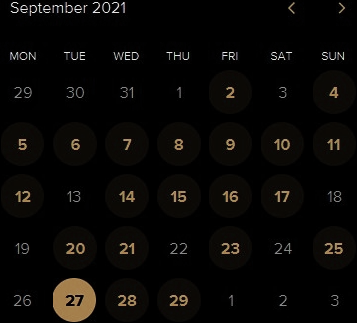 September 2021
MON TUE WED THU FRI SAT SUN
29 30 31 1 2 3 4
5 6 7 8 9 10 11
12 13 14 15 16 17 18
19 20 21 22 23 24 25
26 27 28 29 1 2 3